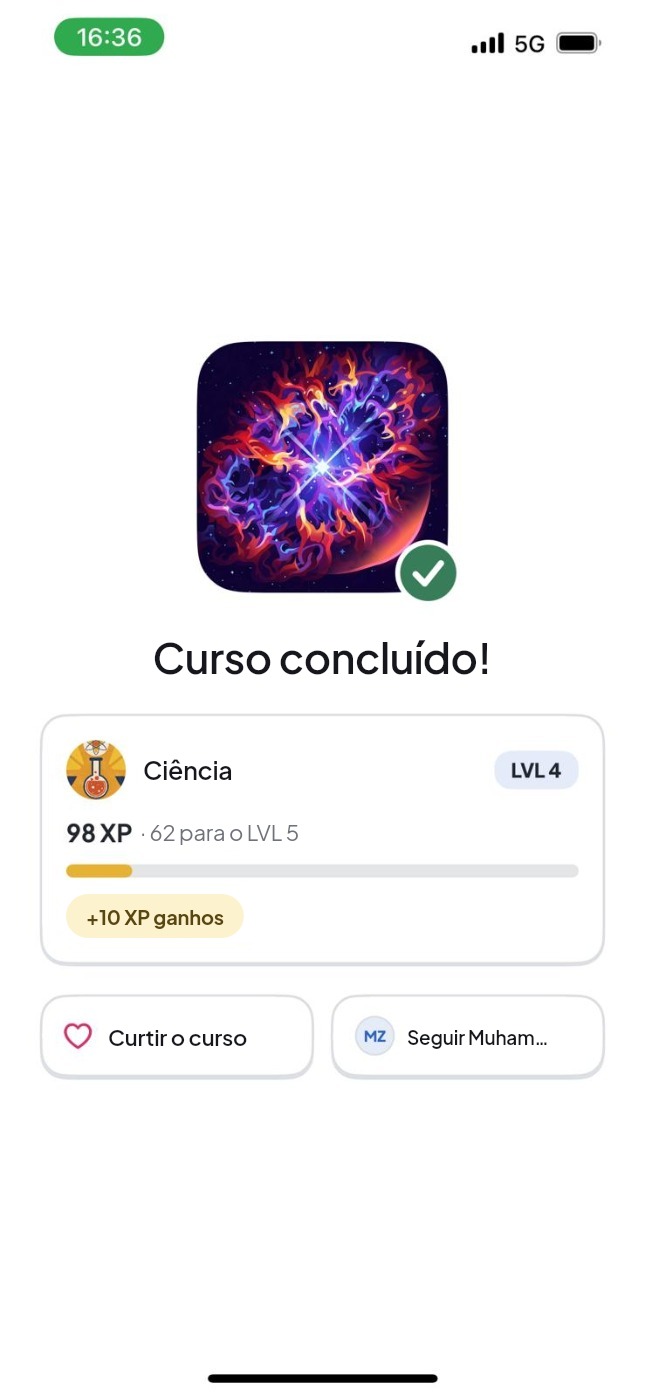 16:36
5G
Curso concluído!
Ciência
LVL 4
98 XP · 62 para o LVL 5
+10 XP ganhos
Curtir o curso
MZ
Seguir Muham...